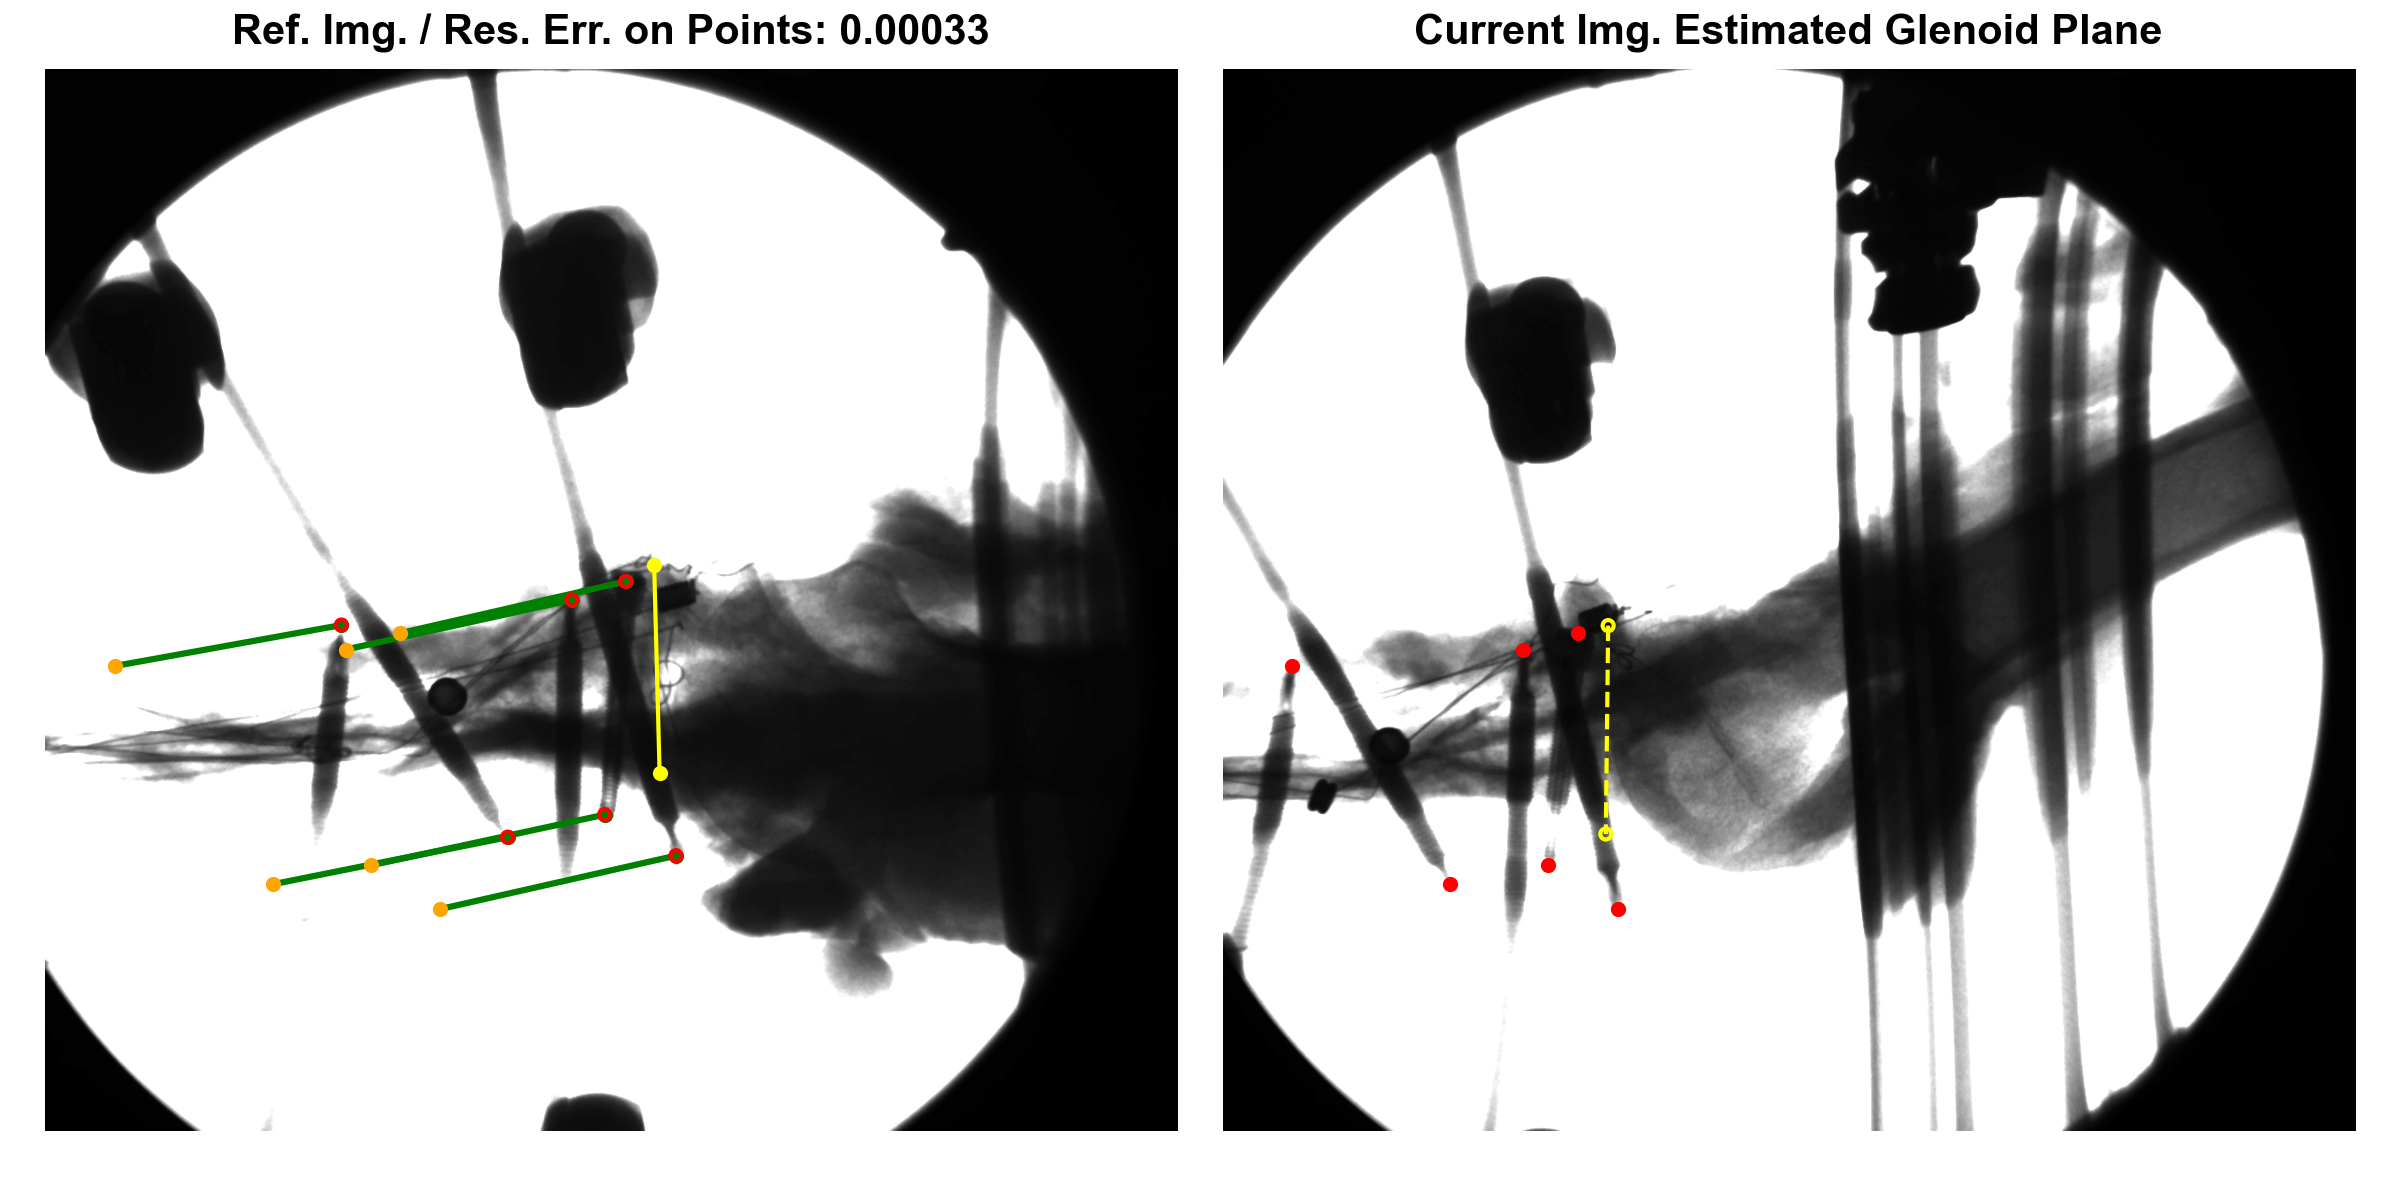 Ref. Img. / Res. Err. on Points: 0.00033
Current Img. Estimated Glenoid Plane